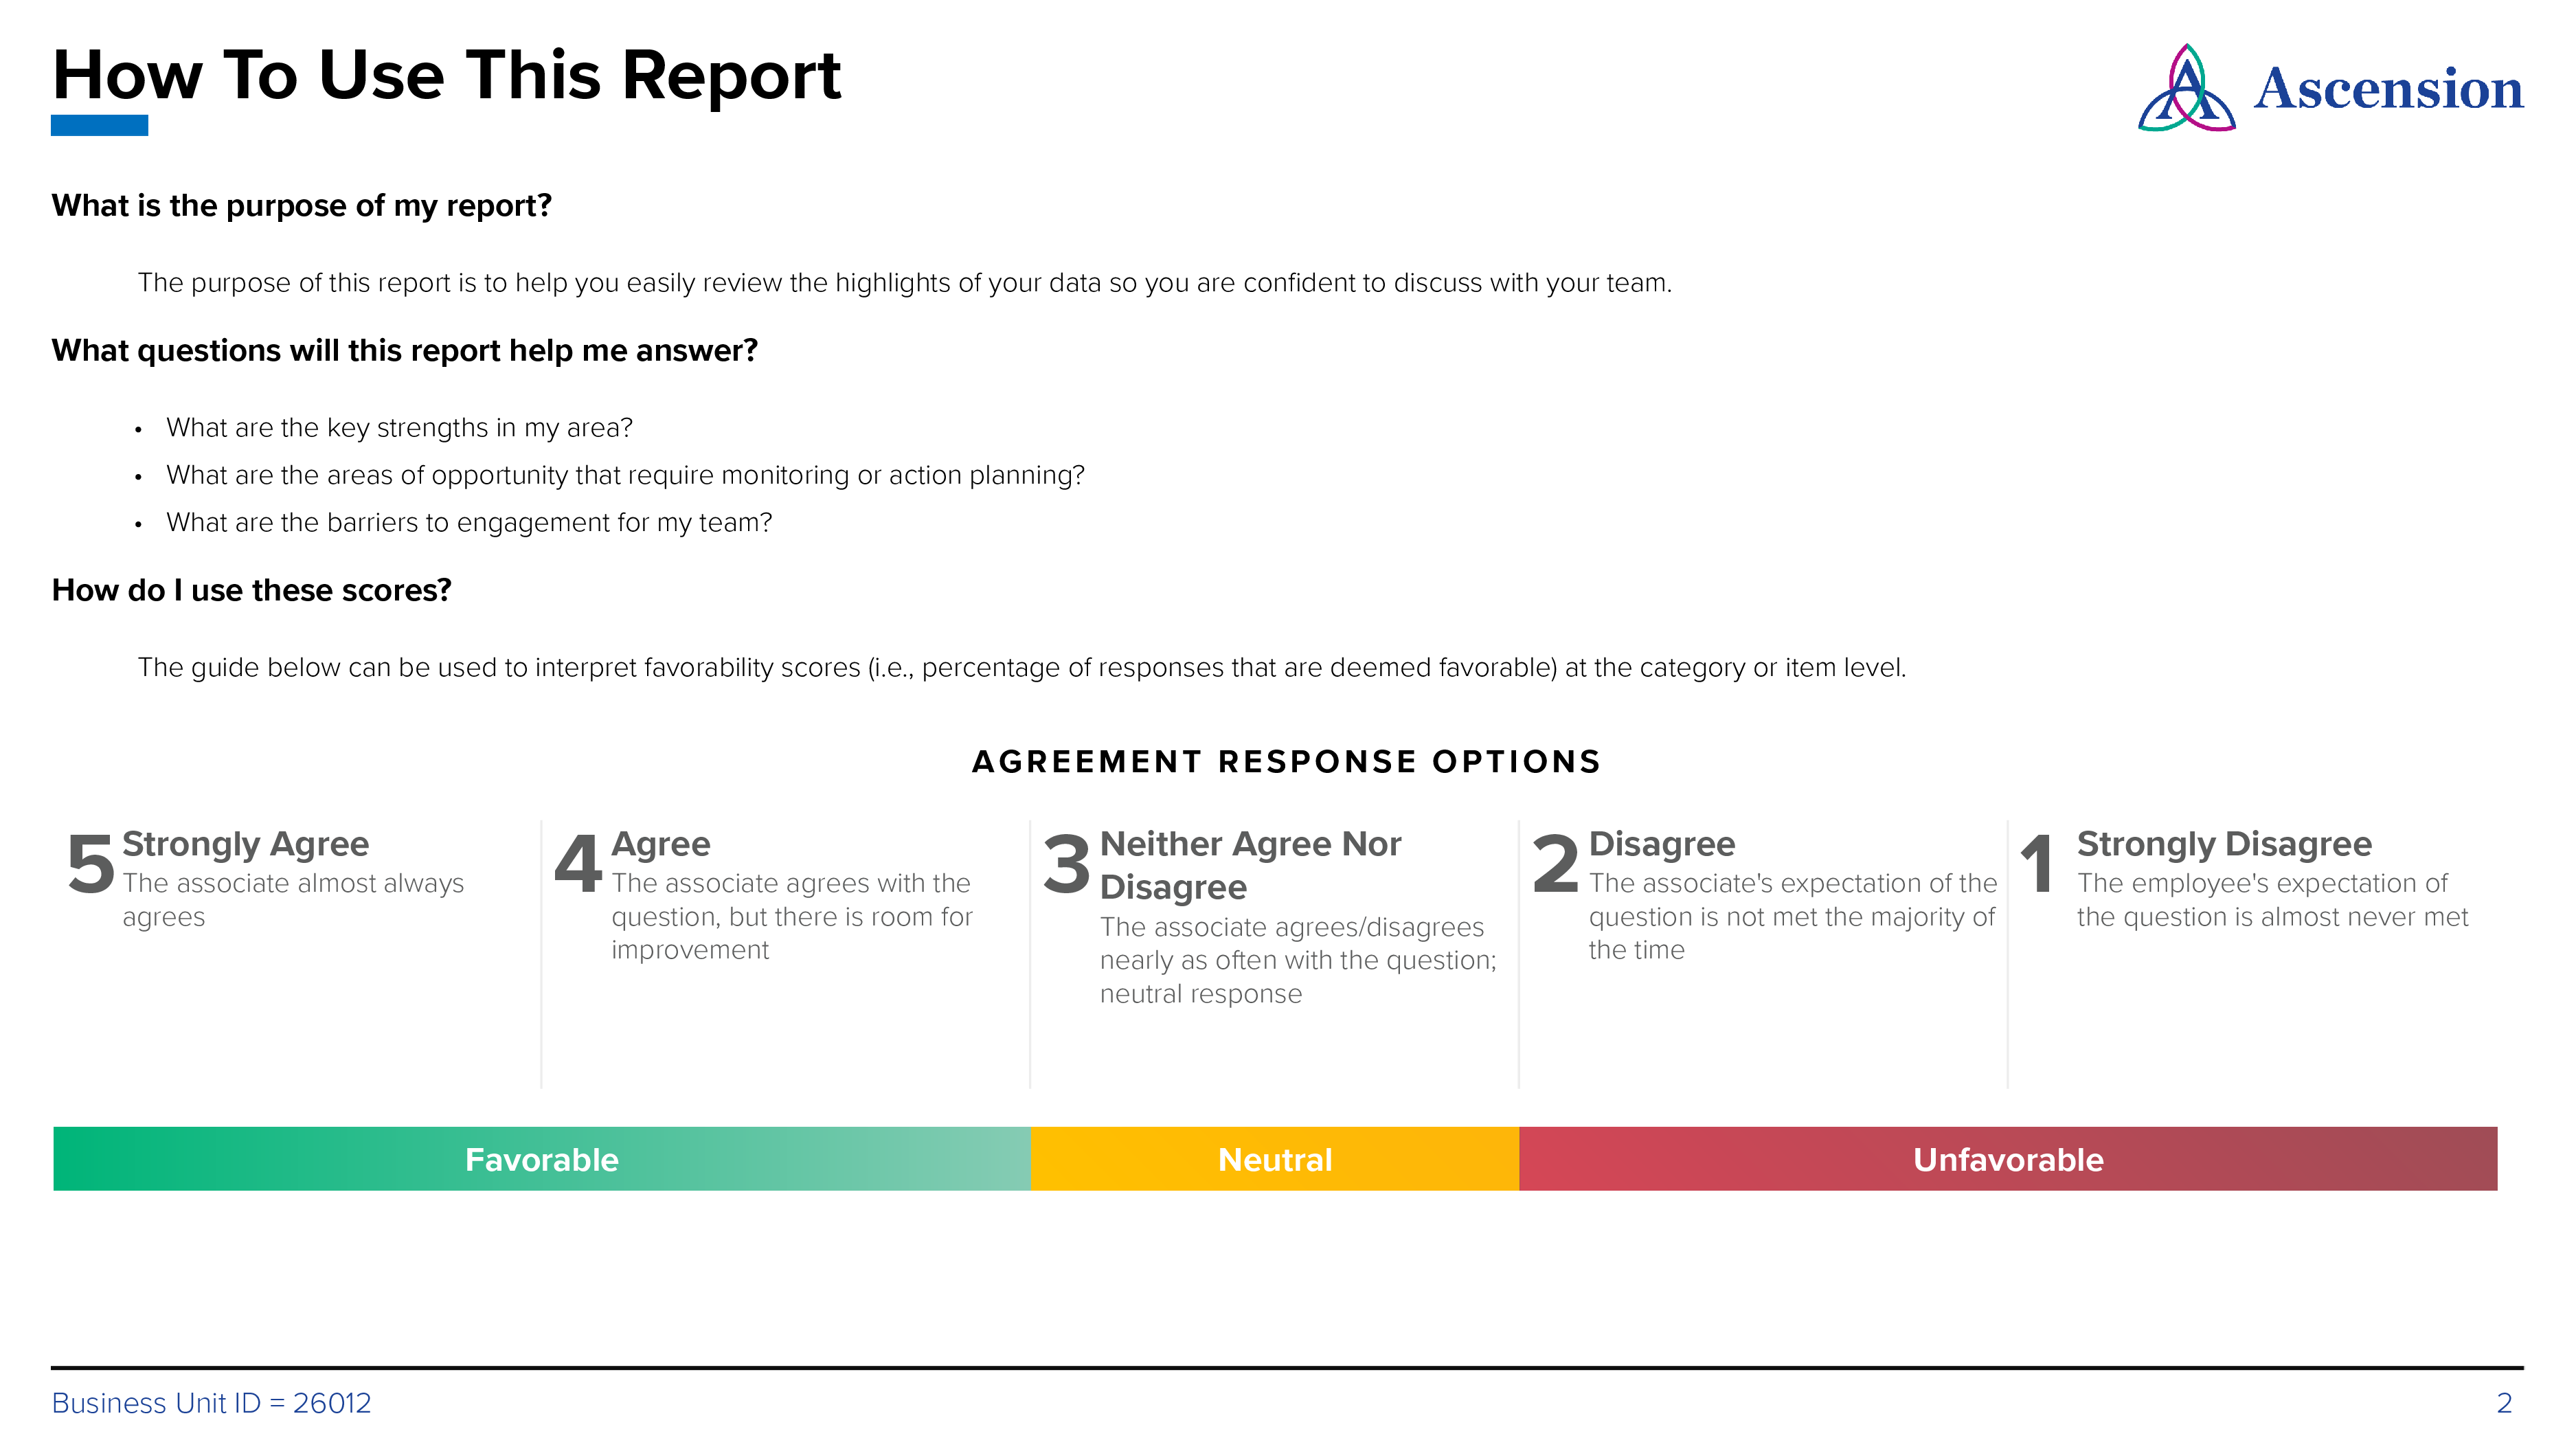 How To Use This Report
Ascension
What is the purpose of my report?
The purpose of this report is to help you easily review the highlights of your data so you are confident to discuss with your team.
What questions will this report help me answer?
• What are the key strengths in my area?
• What are the areas of opportunity that require monitoring or action planning?
• What are the barriers to engagement for my team?
How do I use these scores?
The guide below can be used to interpret favorability scores (i.e., percentage of responses that are deemed favorable) at the category or item level.
AGREEMENT RESPONSE OPTIONS
5 Strongly Agree
The associate almost always
agrees
4 Agree
The associate agrees with the
question, but there is room for
improvement
3 Neither Agree Nor
Disagree
The associate agrees/disagrees
nearly as often with the question;
neutral response
2 Disagree
The associate's expectation of the
question is not met the majority of
the time
1 Strongly Disagree
The employee's expectation of
the question is almost never met
Favorable
Neutral
Unfavorable
Business Unit ID = 26012
2